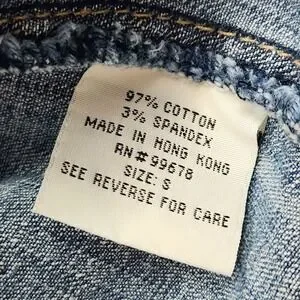 97% COTTON
3% SPANDEX
MADE IN HONG KONG
RN#99678
SIZE: S
SEE REVERSE FOR CARE